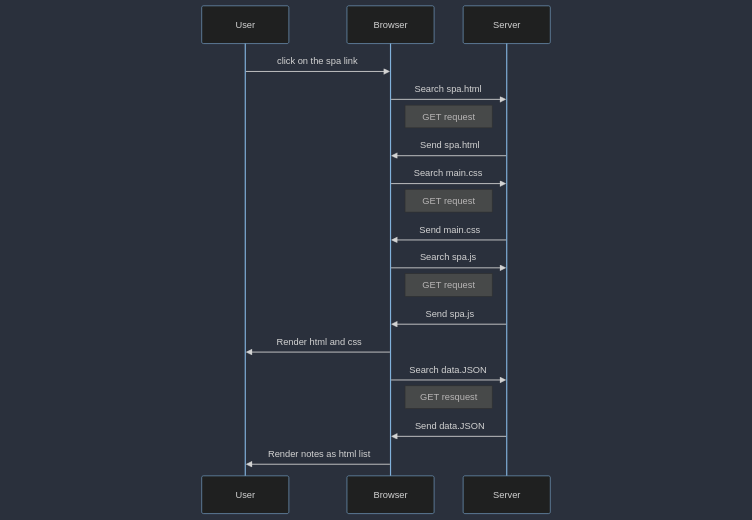 User
Browser
Server
click on the spa link
Search spa.html
GET request
Send spa.html
Search main.css
GET request
Send main.css
Search spa.js
GET request
Send spa.js
Render html and css
Search data.JSON
GET resquest
Send data.JSON
Render notes as html list
User
Browser
Server